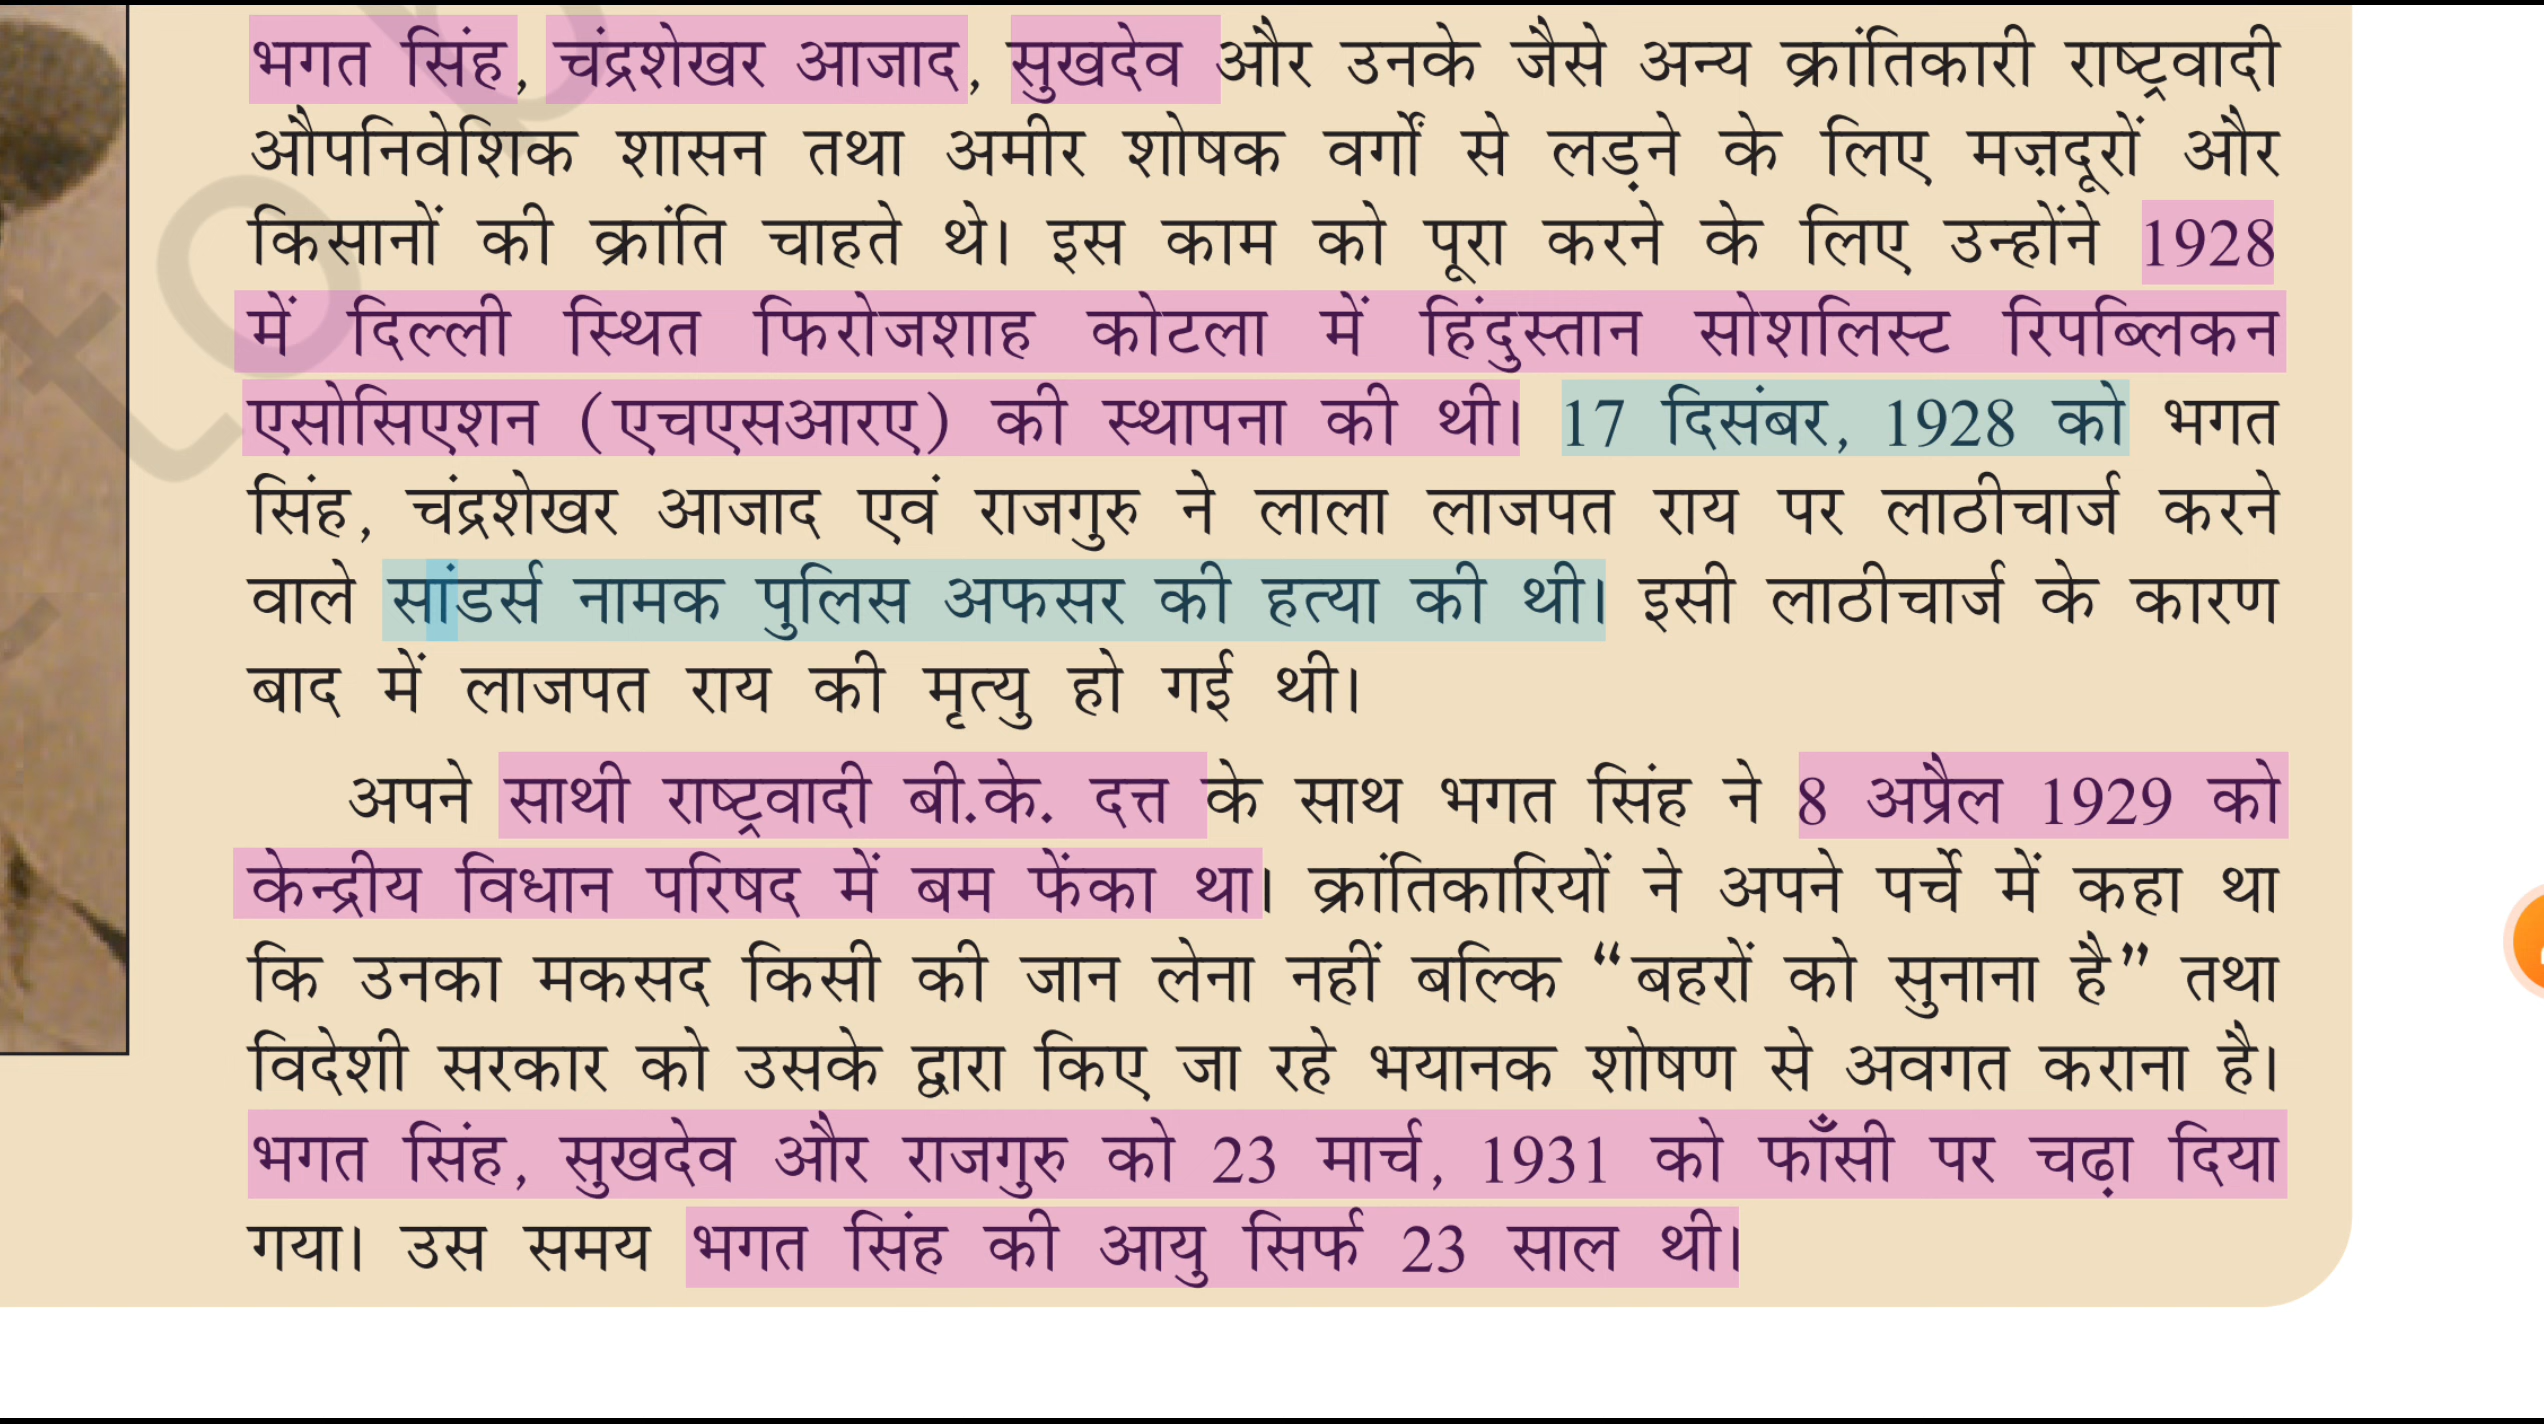 भगत सिंह, चंद्रशेखर आजाद, सुखदेव और उनके जैसे अन्य क्रांतिकारी राष्ट्रवादी
औपनिवेशिक शासन तथा अमीर शोषक वर्गों से लड़ने के लिए मज़दूरों और
किसानों की क्रांति चाहते थे। इस काम को पूरा करने के लिए उन्होंने 1928
में दिल्ली स्थित फिरोजशाह कोटला में हिंदुस्तान सोशलिस्ट रिपब्लिकन
एसोसिएशन (एचएसआरए) की स्थापना की थी। 17 दिसंबर, 1928 को भगत
सिंह, चंद्रशेखर आजाद एवं राजगुरु ने लाला लाजपत राय पर लाठीचार्ज करने
वाले सांडर्स नामक पुलिस अफसर की हत्या की थी। इसी लाठीचार्ज के कारण
बाद में लाजपत राय की मृत्यु हो गई थी।
अपने साथी राष्ट्रवादी बी.के. दत्त के साथ भगत सिंह ने 8 अप्रैल 1929 को
केन्द्रीय विधान परिषद में बम फेंका था। क्रांतिकारियों ने अपने पर्चे में कहा था
कि उनका मकसद किसी की जान लेना नहीं बल्कि “बहरों को सुनाना है” तथा
विदेशी सरकार को उसके द्वारा किए जा रहे भयानक शोषण से अवगत कराना है।
भगत सिंह, सुखदेव और राजगुरु को 23 मार्च, 1931 को फाँसी पर चढ़ा दिया
गया। उस समय भगत सिंह की आयु सिर्फ 23 साल थी।
to